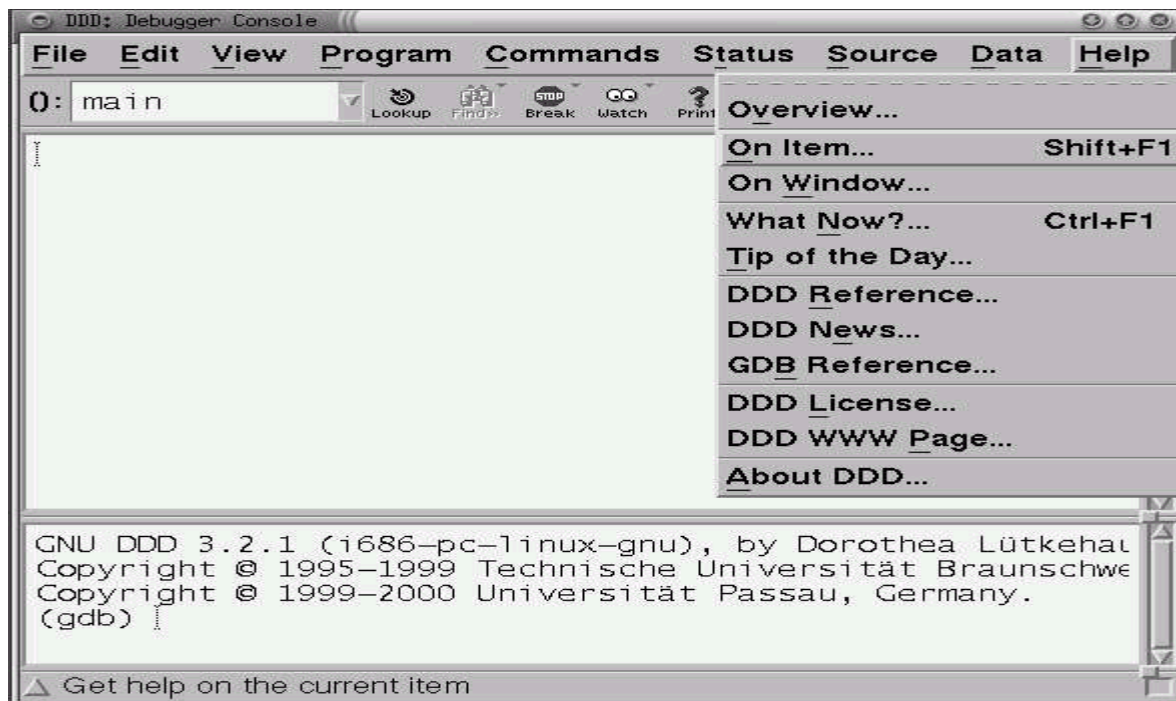 DDD: Debugger Console
File Edit View Program Commands Status Source Data Help
(): main
Lookup Find>> Break Watch Print
Overview...
On Item... Shift+F1
On Window...
What Now?... Ctrl+F1
Tip of the Day...
DDD Reference...
DDD News...
GDB Reference...
DDD License...
DDD WWW Page...
About DDD...
GNU DDD 3.2.1 (i686-pc-linux-gnu), by Dorothea Lütkehau
Copyright © 1995-1999 Technische Universität Braunschwe
Copyright © 1999-2000 Universität Passau, Germany.
(gdb)
Get help on the current item